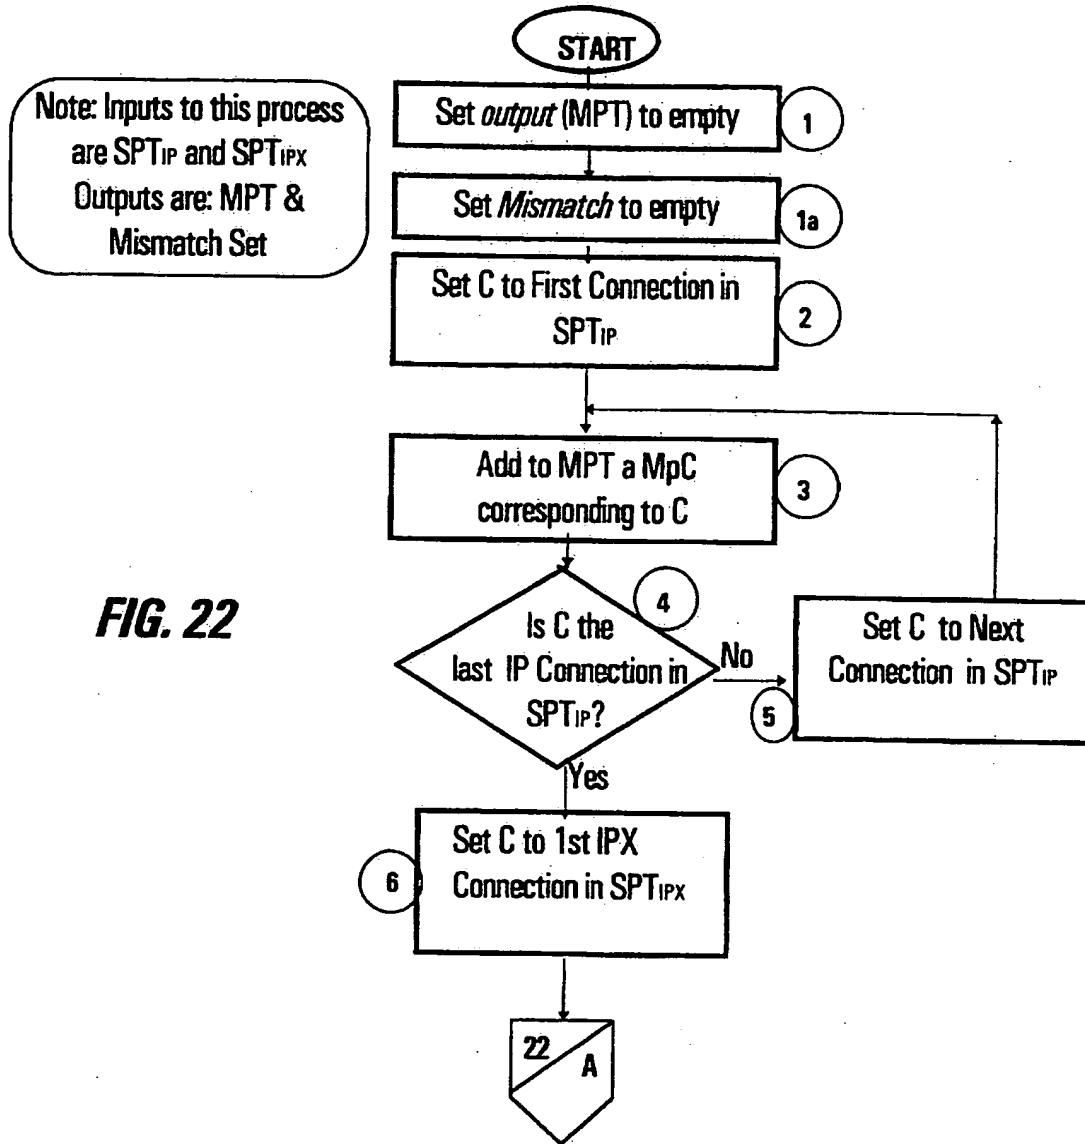 START
Note: Inputs to this process
are SPTIP and SPTIPX
Outputs are: MPT &
Mismatch Set
Set output (MPT) to empty
1
Set Mismatch to empty
1a
Set C to First Connection in
SPTIP
2
Add to MPT a MpC
corresponding to C
3
4
Is C the
last IP Connection in
SPTIP?
No
Set C to Next
Connection in SPTIP
5
Yes
FIG. 22
Set C to 1st IPX
Connection in SPTIPX
6
22
A